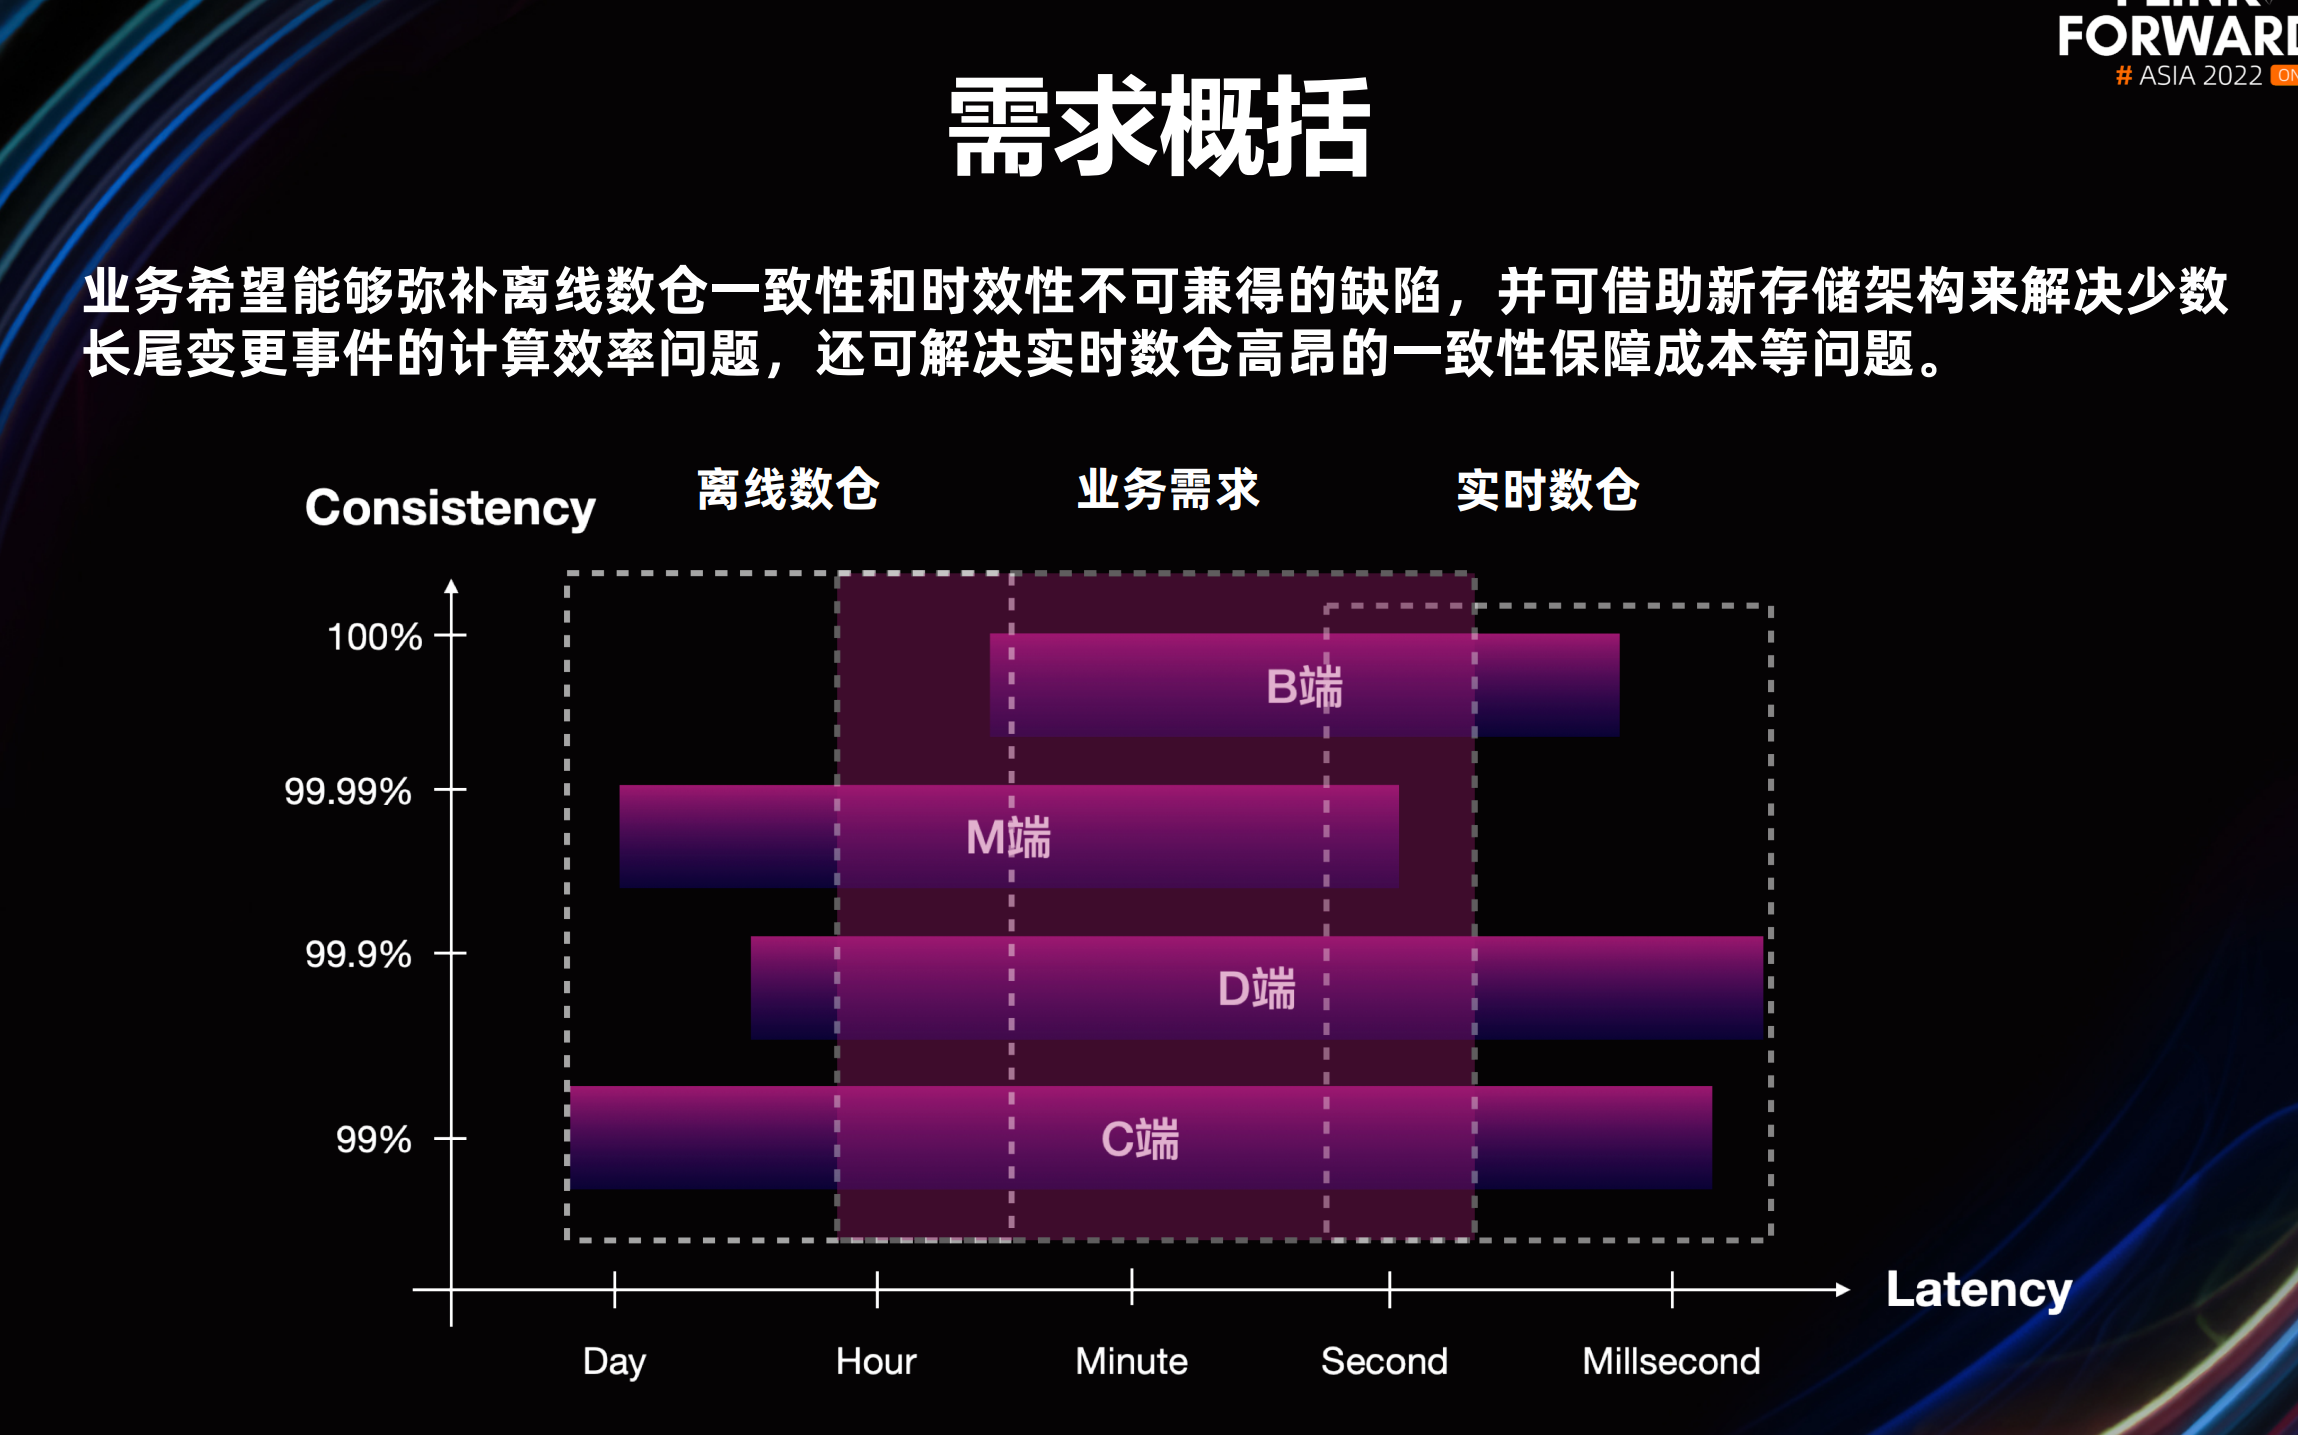 FORWARD
# ASIA 2022
需求概括
业务希望能够弥补离线数仓一致性和时效性不可兼得的缺陷，并可借助新存储架构来解决少数
长尾变更事件的计算效率问题，还可解决实时数仓高昂的一致性保障成本等问题。
离线数仓 业务需求 实时数仓
Consistency
100%
B端
99.99%
M端
99.9%
D端
99%
C端
Latency
Day Hour Minute Second Millsecond